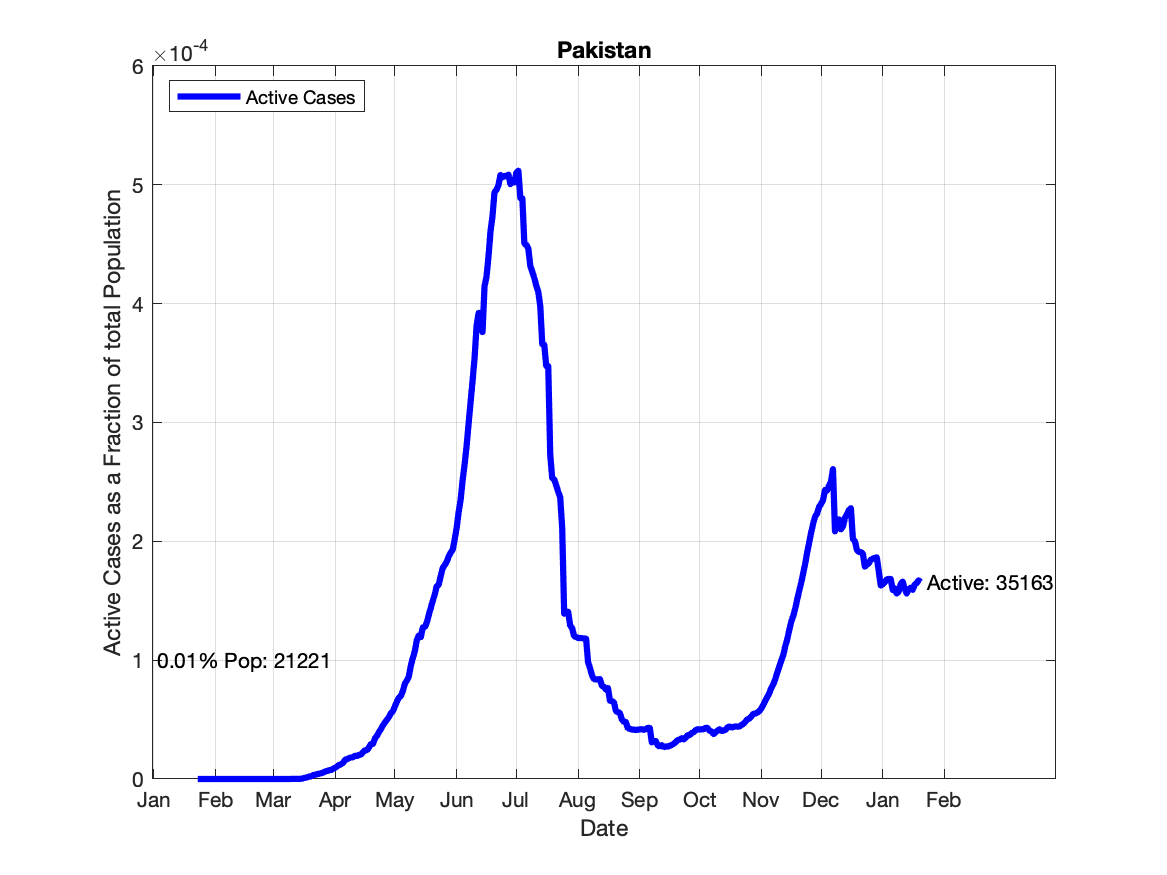 Pakistan
×10-4
Active Cases
6
5
4
3
2
1
0
Active Cases as a Fraction of total Population
0.01% Pop: 21221
Active: 35163
Jan Feb Mar Apr May Jun Jul Aug Sep Oct Nov Dec Jan Feb
Date